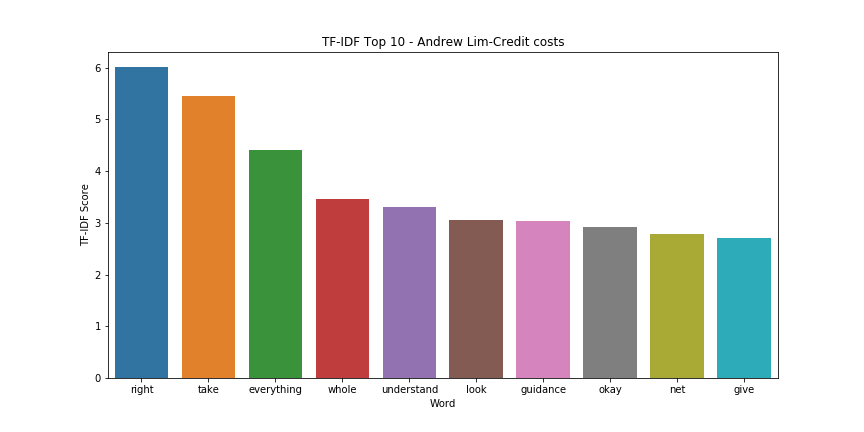 TF-IDF Top 10 - Andrew Lim-Credit costs
TF-IDF Score
6
5
4
3
2
1
0
right take everything whole understand look guidance okay net give
Word